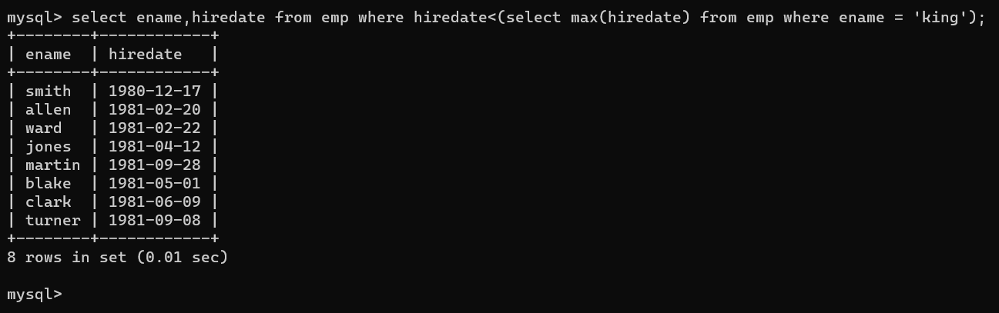 mysql> select ename,hiredate from emp where hiredate<(select max(hiredate) from emp where ename = 'king');
+--------+------------+
| ename  | hiredate   |
+--------+------------+
| smith  | 1980-12-17 |
| allen  | 1981-02-20 |
| ward   | 1981-02-22 |
| jones  | 1981-04-12 |
| martin | 1981-09-28 |
| blake  | 1981-05-01 |
| clark  | 1981-06-09 |
| turner | 1981-09-08 |
+--------+------------+
8 rows in set (0.01 sec)
mysql>